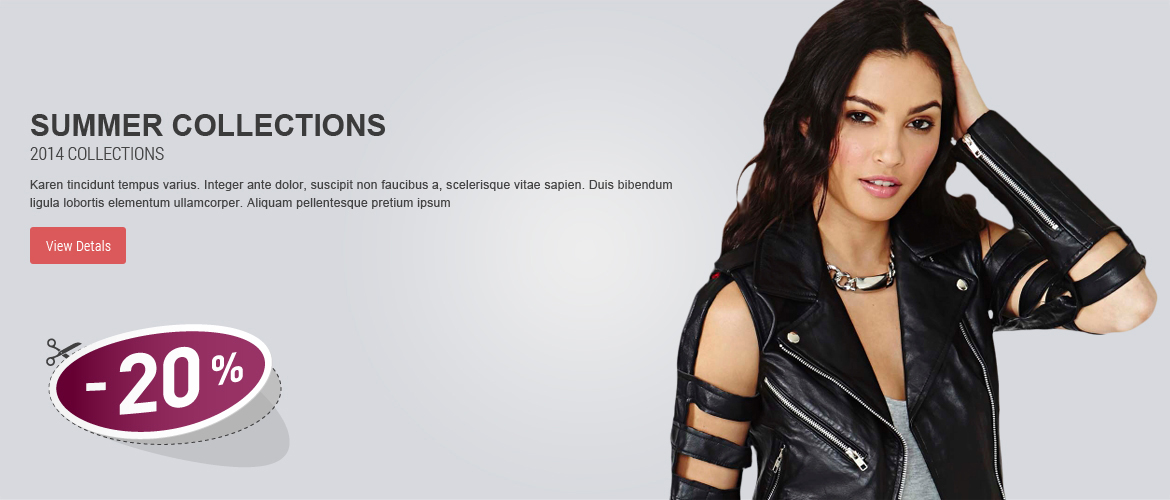 SUMMER COLLECTIONS
2014 COLLECTIONS
Karen tincidunt tempus varius. Integer ante dolor, suscipit non faucibus a, scelerisque vitae sapien. Duis bibendum
ligula lobortis elementum ullamcorper. Aliquam pellentesque pretium ipsum
View Detals
- 20 %